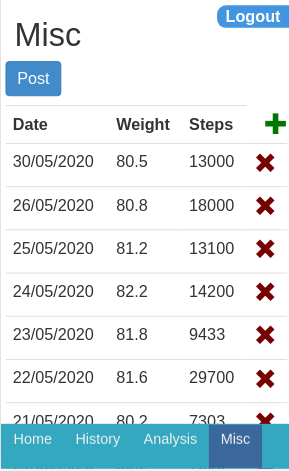 Logout
Misc
Post
Date Weight Steps
30/05/2020 80.5 13000
26/05/2020 80.8 18000
25/05/2020 81.2 13100
24/05/2020 82.2 14200
23/05/2020 81.8 9433
22/05/2020 81.6 29700
21/05/2020 80.2 7303
Home History Analysis Misc